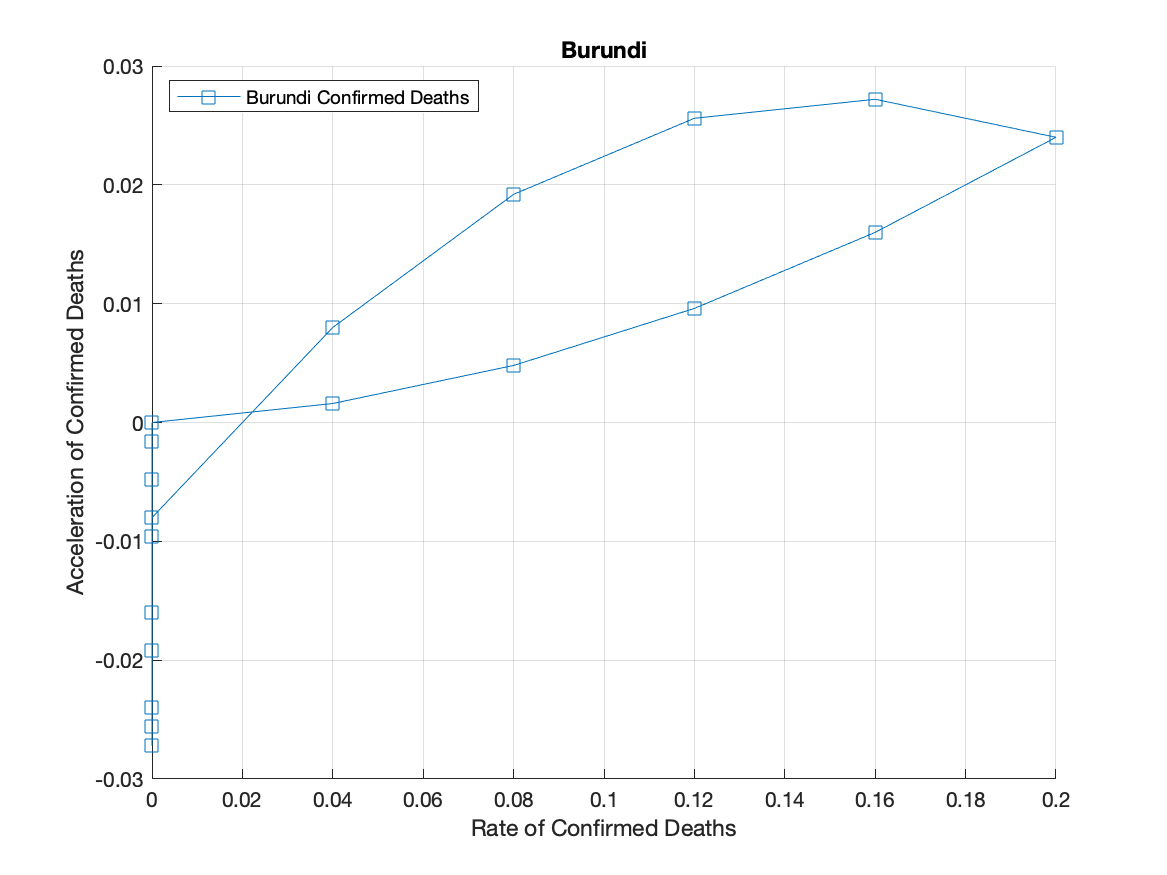 Burundi
Burundi Confirmed Deaths
0.03
0.02
0.01
0
-0.01
-0.02
-0.03
Acceleration of Confirmed Deaths
0 0.02 0.04 0.06 0.08 0.1 0.12 0.14 0.16 0.18 0.2
Rate of Confirmed Deaths